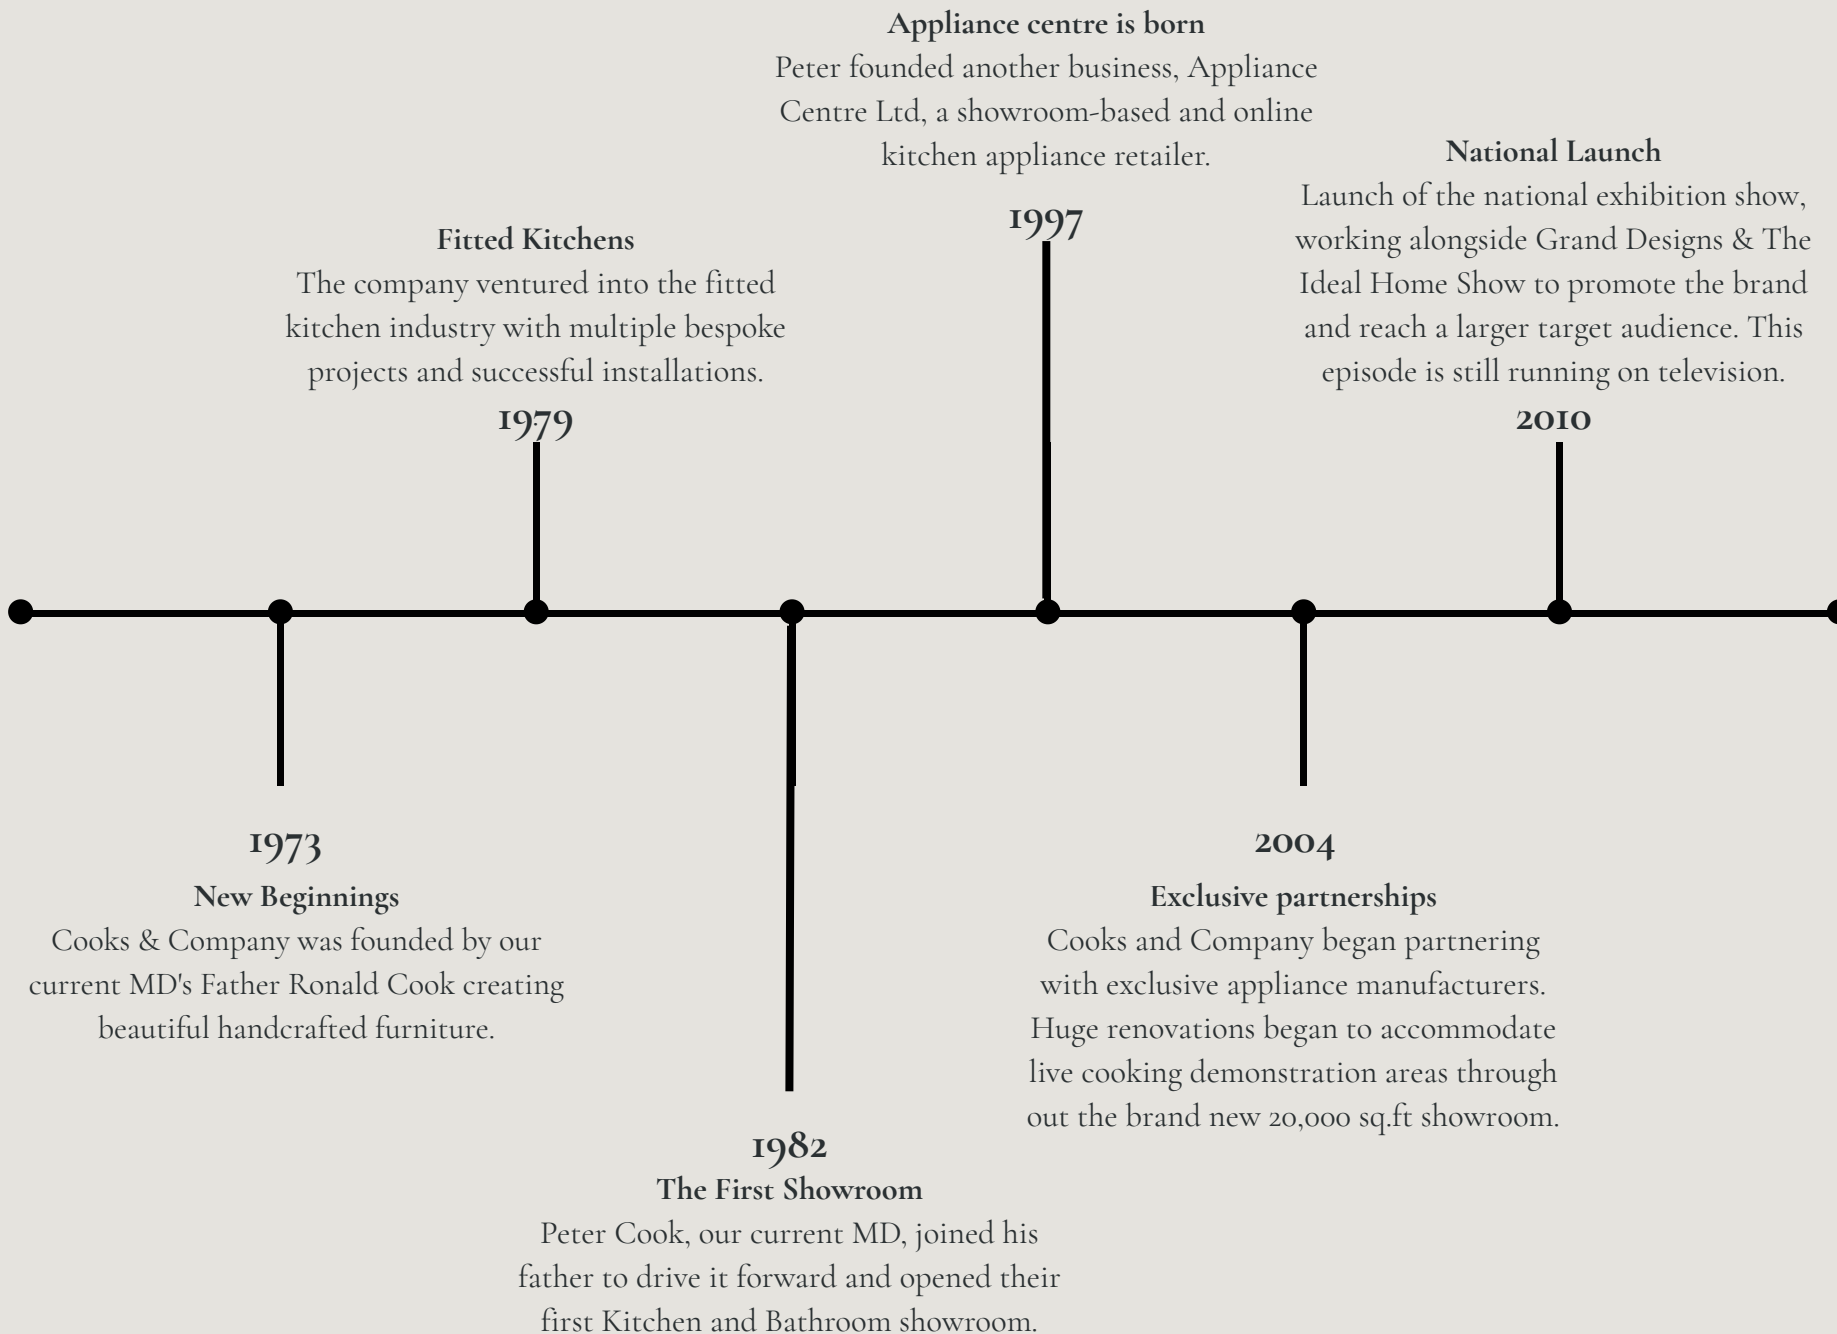 Appliance centre is born
Peter founded another business, Appliance
Centre Ltd, a showroom-based and online
kitchen appliance retailer.
1997
National Launch
Launch of the national exhibition show,
working alongside Grand Designs & The
Ideal Home Show to promote the brand
and reach a larger target audience. This
episode is still running on television.
2010
Fitted Kitchens
The company ventured into the fitted
kitchen industry with multiple bespoke
projects and successful installations.
1979
1973
New Beginnings
Cooks & Company was founded by our
current MD's Father Ronald Cook creating
beautiful handcrafted furniture.
2004
Exclusive partnerships
Cooks and Company began partnering
with exclusive appliance manufacturers.
Huge renovations began to accommodate
live cooking demonstration areas through
out the brand new 20,000 sq.ft showroom.
1982
The First Showroom
Peter Cook, our current MD, joined his
father to drive it forward and opened their
first Kitchen and Bathroom showroom.